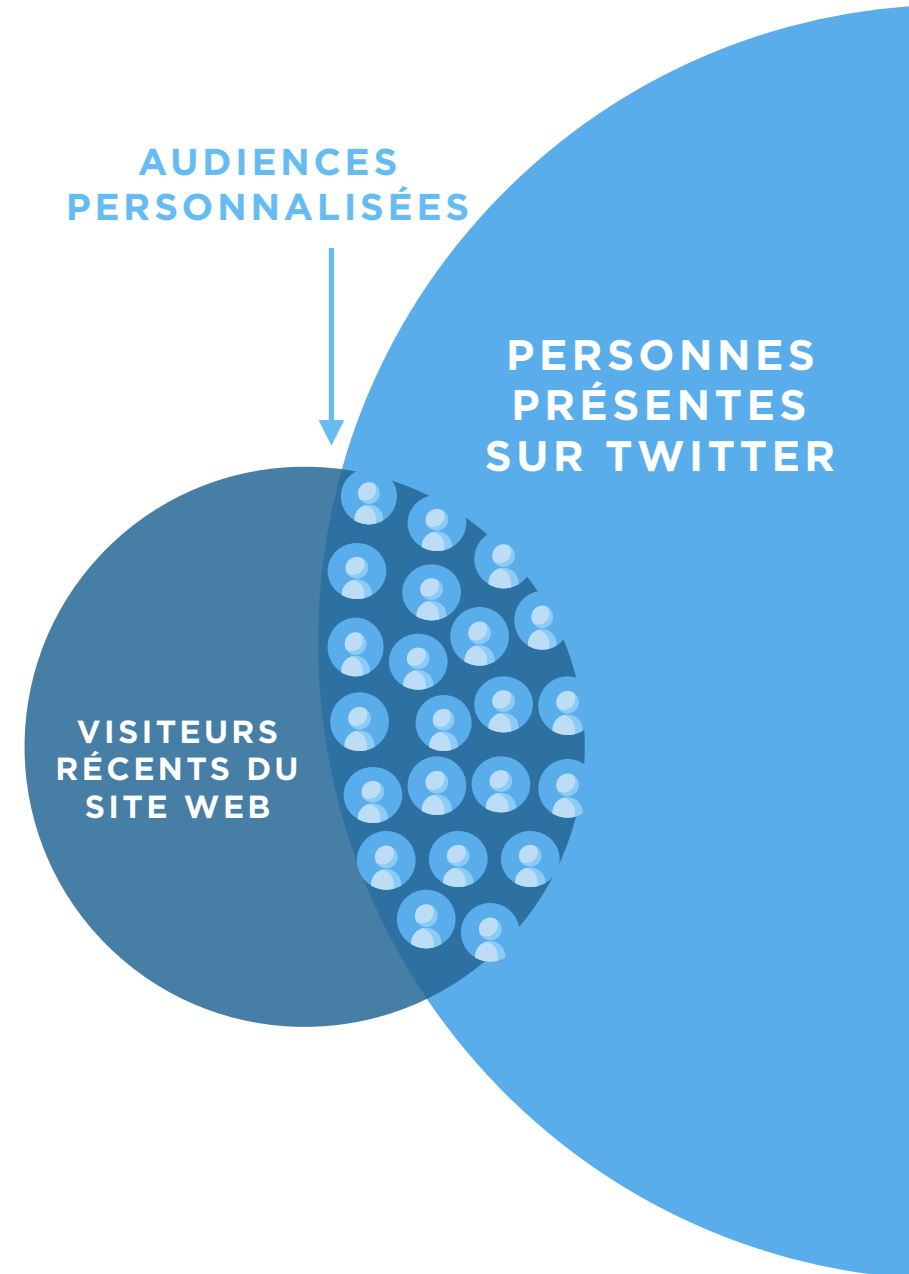 AUDIENCES
PERSONNALISÉES
PERSONNES
PRÉSENTES
SUR TWITTER
VISITEURS
RÉCENTS DU
SITE WEB